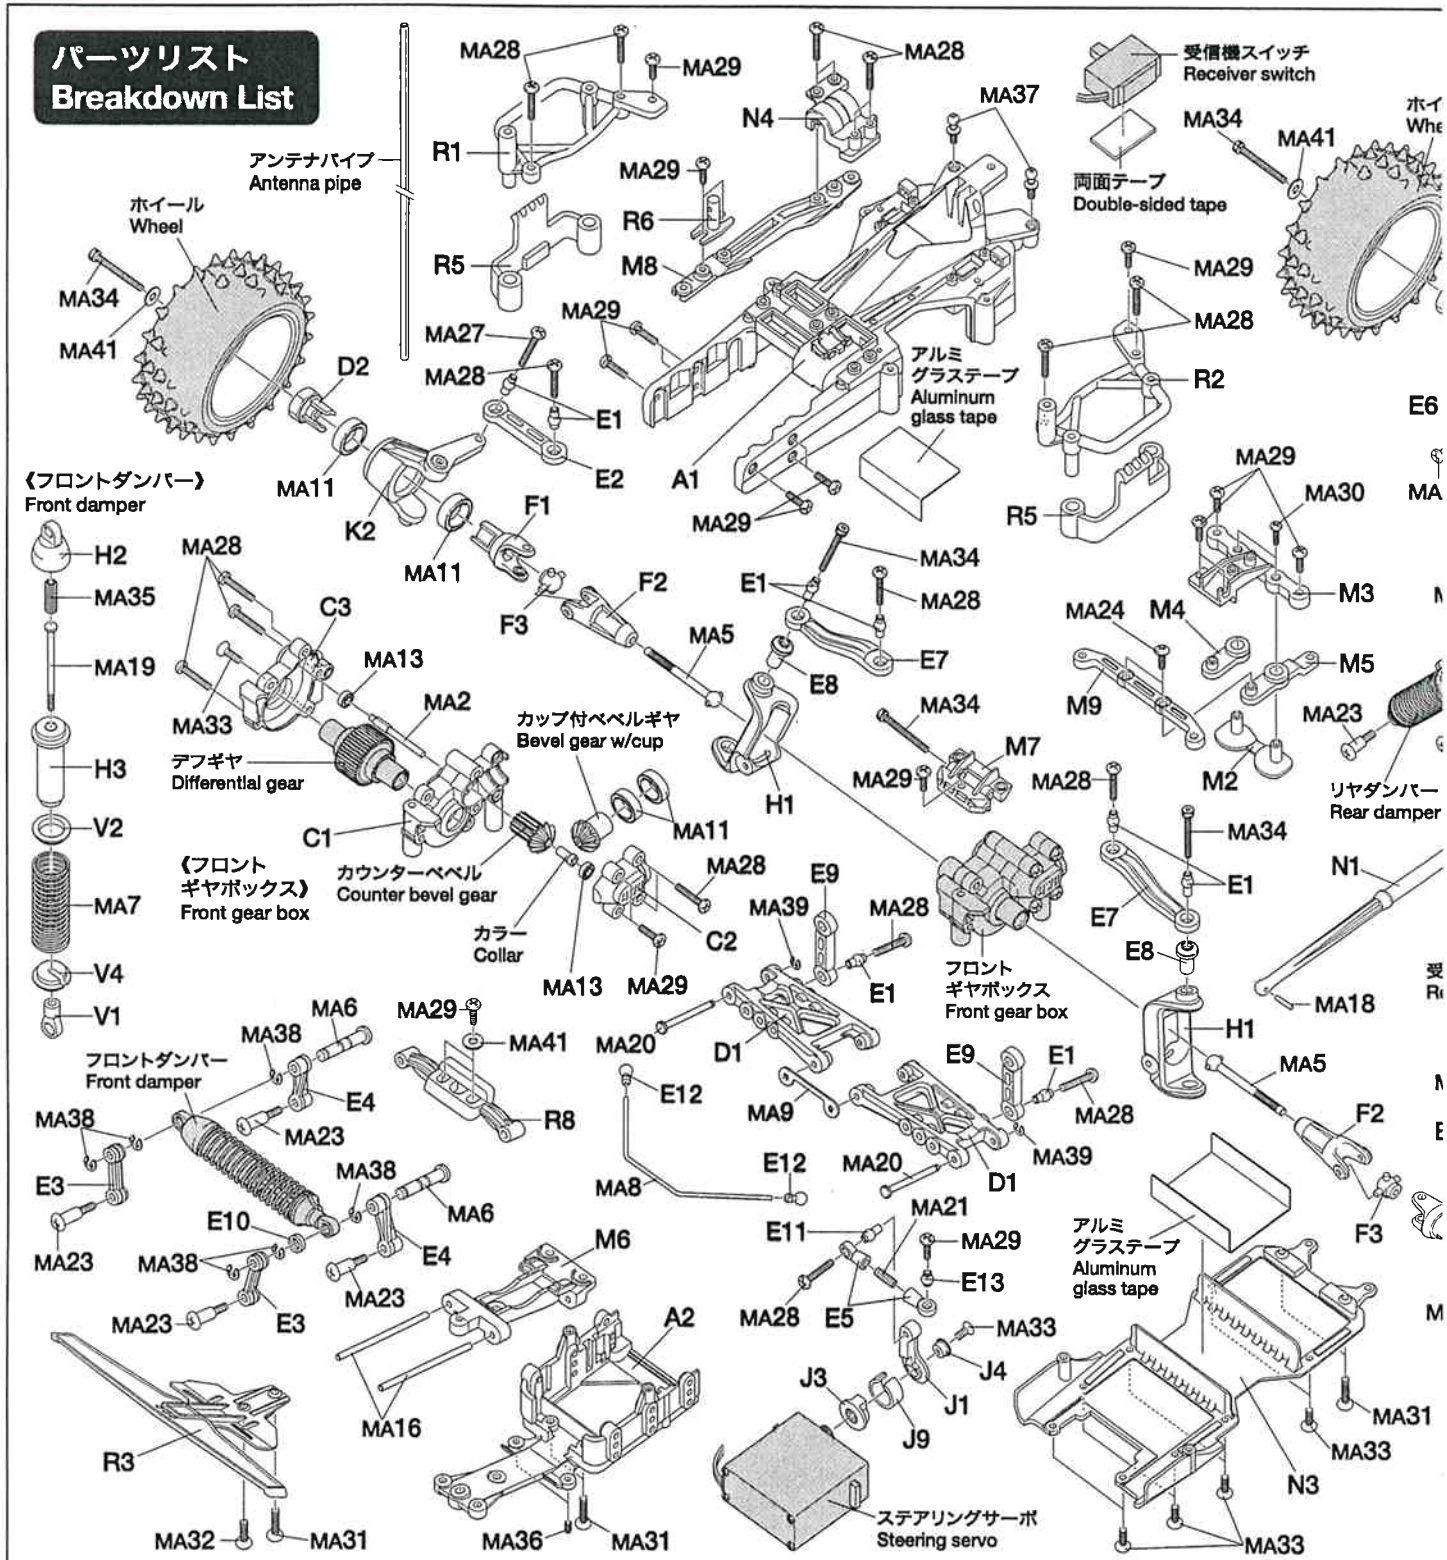 パーツリスト
Breakdown List
アンテナパイプ
Antenna pipe
MA28
MA29
R1
R5
MA28
N4
MA37
MA29
R6
M8
MA29
受信機スイッチ
Receiver switch
両面テープ
Double-sided tape
MA34
MA41
ホイール
Wheel
MA34
MA41
D2
MA11
K2
MA27
MA28
E1
E2
MA11
F1
F3
F2
MA5
アルミ
グラステープ
Aluminum
glass tape
A1
MA29
MA29
MA28
R2
R5
E6
MA29
MA30
M3
MA24
M4
M5
M9
M2
MA23
リヤダンパー
Rear damper
《フロントダンパー》
Front damper
H2
MA35
MA19
H3
V2
MA7
V4
V1
MA28
C3
MA13
MA2
MA33
デフギヤ
Differential gear
C1
《フロント
ギヤボックス》
Front gear box
カップ付ベベルギヤ
Bevel gear w/cup
MA11
カウンターベベル
Counter bevel gear
カラー
Collar
MA13
C2
MA28
MA29
E1
MA34
MA28
E7
E8
H1
MA34
MA29
M7
フロント
ギヤボックス
Front gear box
MA28
MA34
E1
E7
E8
H1
N1
MA18
MA5
F2
F3
E9
MA39
MA28
E1
MA20
D1
MA9
E9
E1
MA28
MA39
MA20
D1
MA29
MA41
R8
E12
MA8
E12
フロントダンパー
Front damper
MA6
MA38
E4
MA23
MA38
E3
MA23
MA38
MA6
E10
E4
MA23
MA38
E3
MA23
R3
MA32
MA31
M6
MA16
A2
MA36
MA31
E11
MA21
MA29
E13
MA28
E5
MA33
J4
J1
J3
J9
ステアリングサーボ
Steering servo
アルミ
グラステープ
Aluminum
glass tape
MA31
MA33
N3
MA33